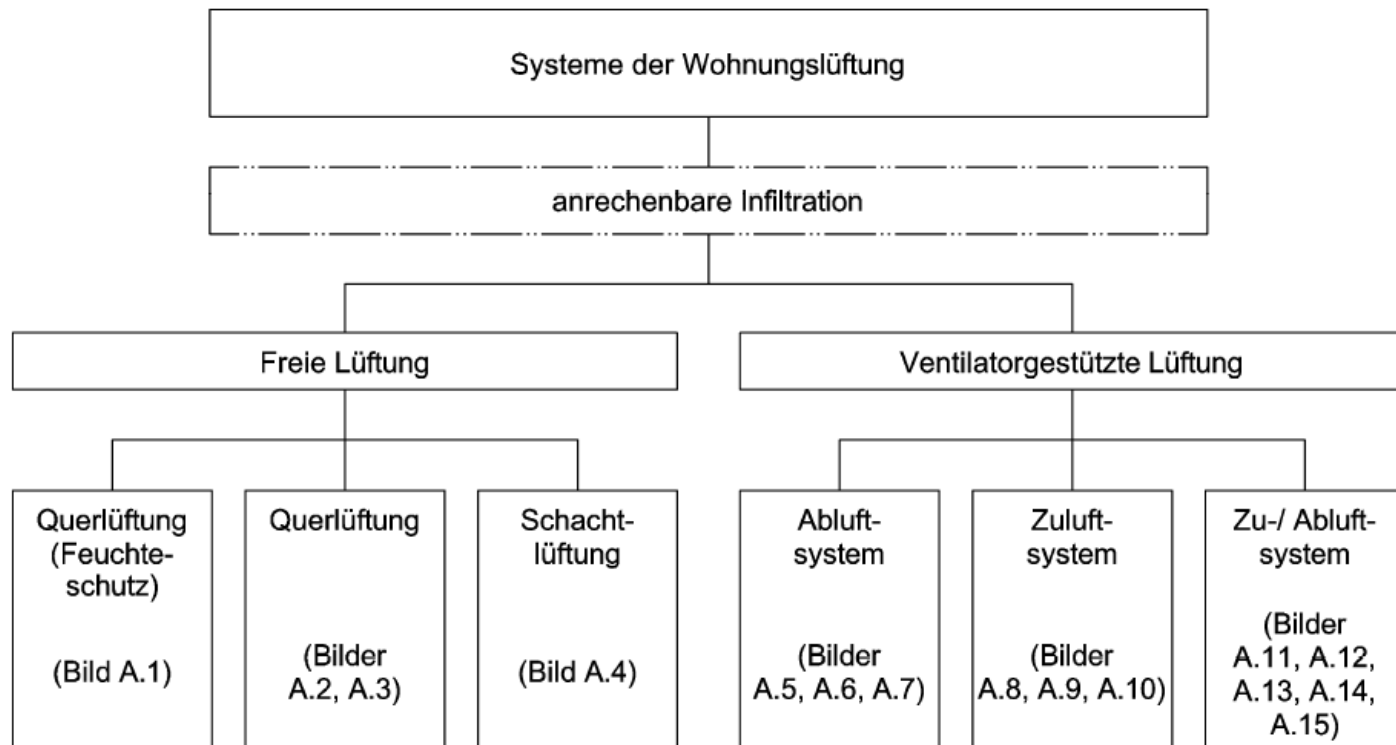 Systeme der Wohnungslüftung
anrechenbare Infiltration
Freie Lüftung
Ventilatorgestützte Lüftung
Querlüftung
(Feuchte-
schutz)
(Bild A.1)
Querlüftung
(Bilder
A.2, A.3)
Schacht-
lüftung
(Bild A.4)
Abluft-
system
(Bilder
A.5, A.6, A.7)
Zuluft-
system
(Bilder
A.8, A.9, A.10)
Zu-/ Abluft-
system
(Bilder
A.11, A.12,
A.13, A.14,
A.15)